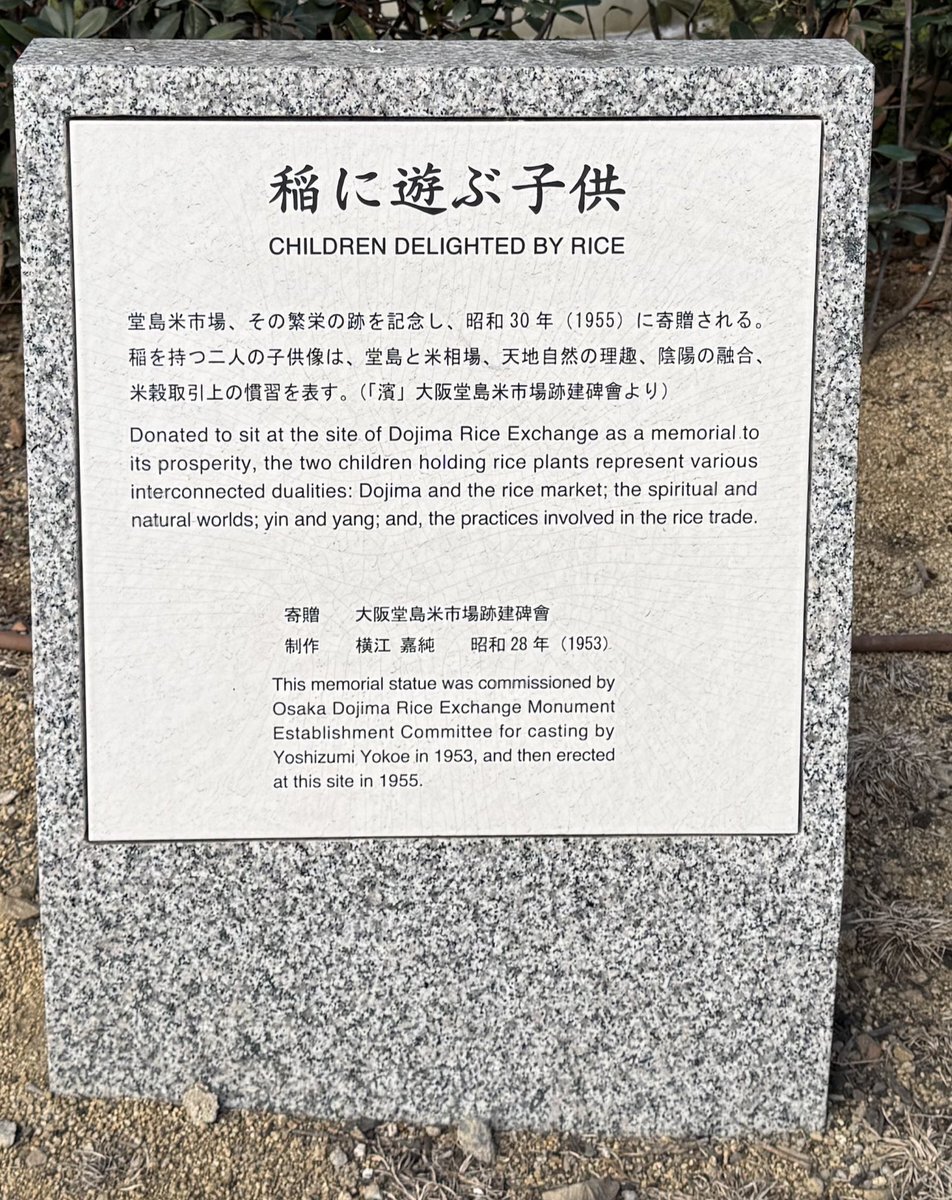 稲に遊ぶ子供
CHILDREN DELIGHTED BY RICE
堂島米市場、その繁栄の跡を記念し、昭和30年（1955）に寄贈される。
稲を持つ二人の子供像は、堂島と米相場、天地自然の理趣、陰陽の融合、
米穀取引上の慣習を表す。（「濱」大阪堂島米市場跡建碑會より）
Donated to sit at the site of Dojima Rice Exchange as a memorial to
its prosperity, the two children holding rice plants represent various
interconnected dualities: Dojima and the rice market; the spiritual and
natural worlds; yin and yang; and, the practices involved in the rice trade.
寄贈 大阪堂島米市場跡建碑會
制作 横江 嘉純 昭和28年（1953）
This memorial statue was commissioned by
Osaka Dojima Rice Exchange Monument
Establishment Committee for casting by
Yoshizumi Yokoe in 1953, and then erected
at this site in 1955.